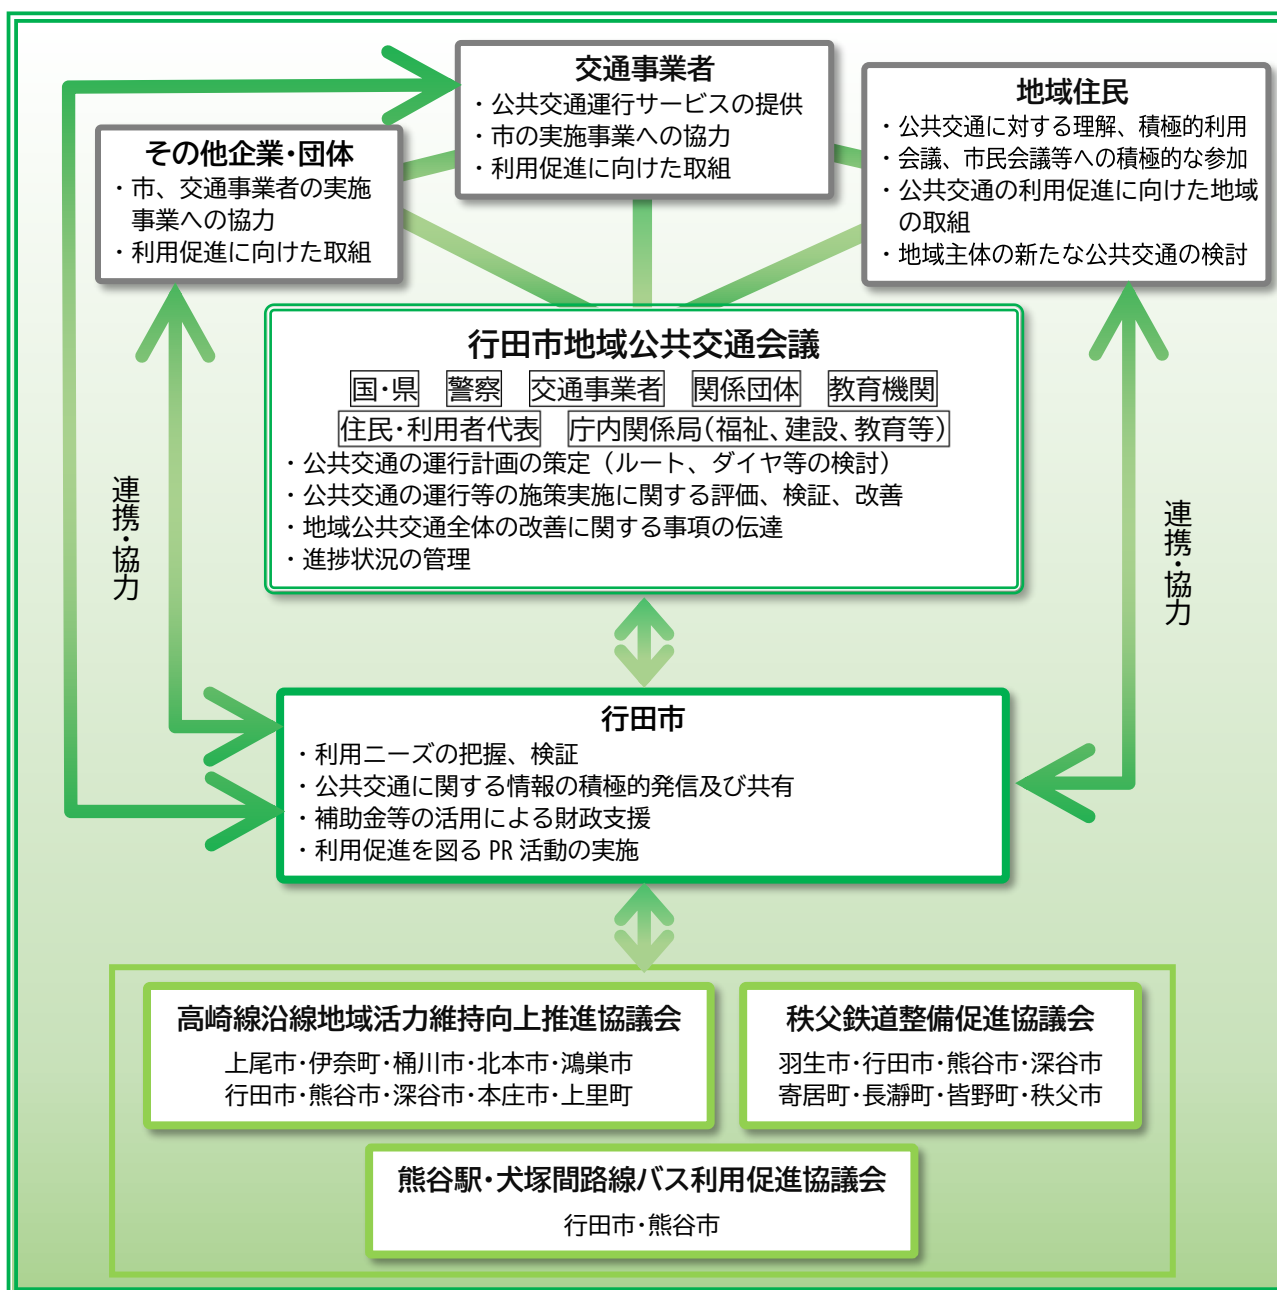 交通事業者
・公共交通運行サービスの提供
・市の実施事業への協力
・利用促進に向けた取組
地域住民
・公共交通に対する理解、積極的利用
・会議、市民会議等への積極的な参加
・公共交通の利用促進に向けた地域
の取組
・地域主体の新たな公共交通の検討
その他企業・団体
・市、交通事業者の実施
事業への協力
・利用促進に向けた取組
行田市地域公共交通会議
国・県 警察 交通事業者 関係団体 教育機関
住民・利用者代表 庁内関係局(福祉、建設、教育等)
・公共交通の運行計画の策定（ルート、ダイヤ等の検討）
・公共交通の運行等の施策実施に関する評価、検証、改善
・地域公共交通全体の改善に関する事項の伝達
・進捗状況の管理
連携・協力
連携・協力
行田市
・利用ニーズの把握、検証
・公共交通に関する情報の積極的発信及び共有
・補助金等の活用による財政支援
・利用促進を図る PR 活動の実施
高崎線沿線地域活力維持向上推進協議会
上尾市・伊奈町・桶川市・北本市・鴻巣市
行田市・熊谷市・深谷市・本庄市・上里町
秩父鉄道整備促進協議会
羽生市・行田市・熊谷市・深谷市
寄居町・長瀞町・皆野町・秩父市
熊谷駅・犬塚間路線バス利用促進協議会
行田市・熊谷市